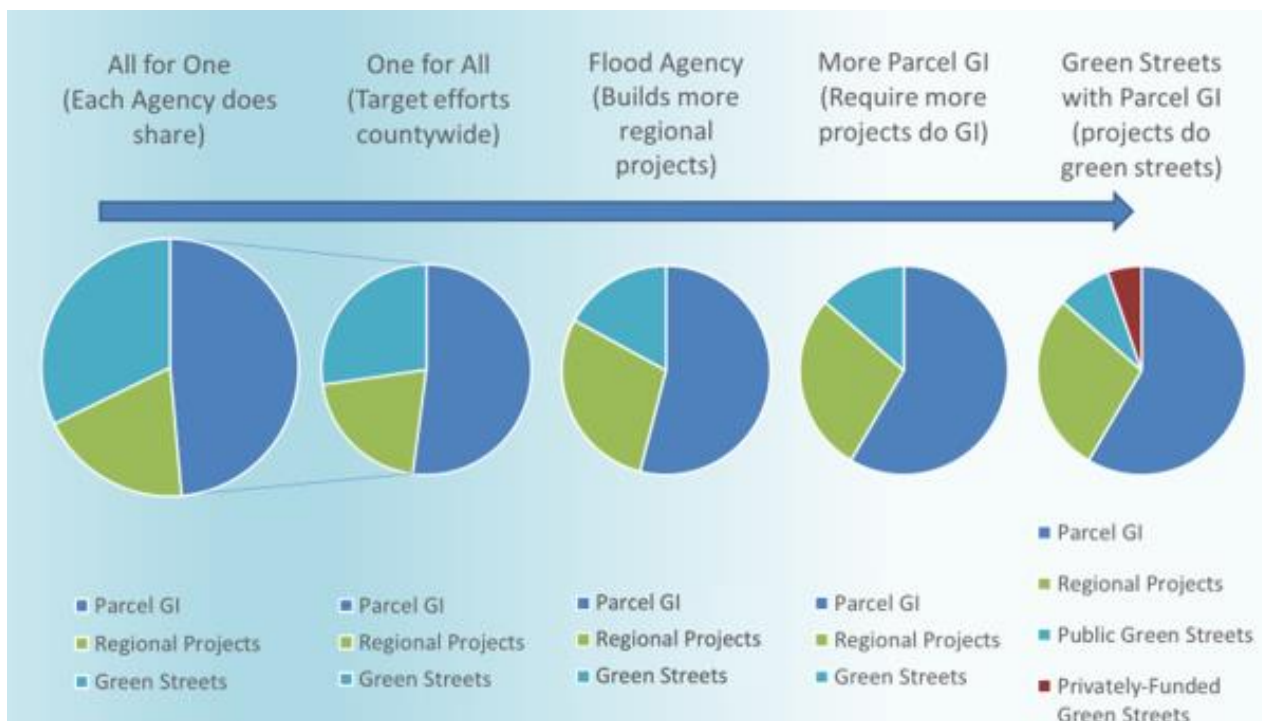 All for One
(Each Agency does
share)
One for All
(Target efforts
countywide)
Flood Agency
(Builds more
regional
projects)
More Parcel GI
(Require more
projects do GI)
Green Streets
with Parcel GI
(projects do
green streets)
Parcel GI
Regional Projects
Green Streets
Parcel GI
Regional Projects
Green Streets
Parcel GI
Regional Projects
Green Streets
Parcel GI
Regional Projects
Green Streets
Parcel GI
Regional Projects
Public Green Streets
Privately-Funded
Green Streets